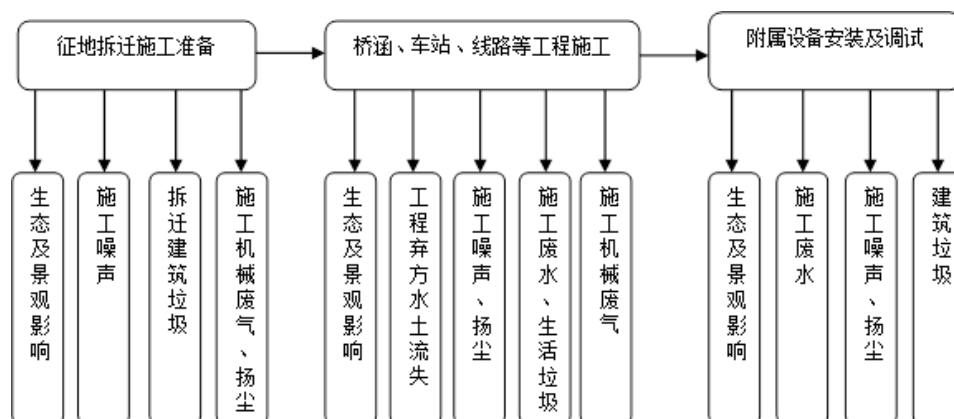 征地拆迁施工准备
桥涵、车站、线路等工程施工
附属设备安装及调试
生态及景观影响
施工噪声
拆迁建筑垃圾
施工机械废气、扬尘
生态及景观影响
工程弃方水土流失
施工噪声、扬尘
施工废水、生活垃圾
施工机械废气
生态及景观影响
施工废水
施工噪声、扬尘
建筑垃圾